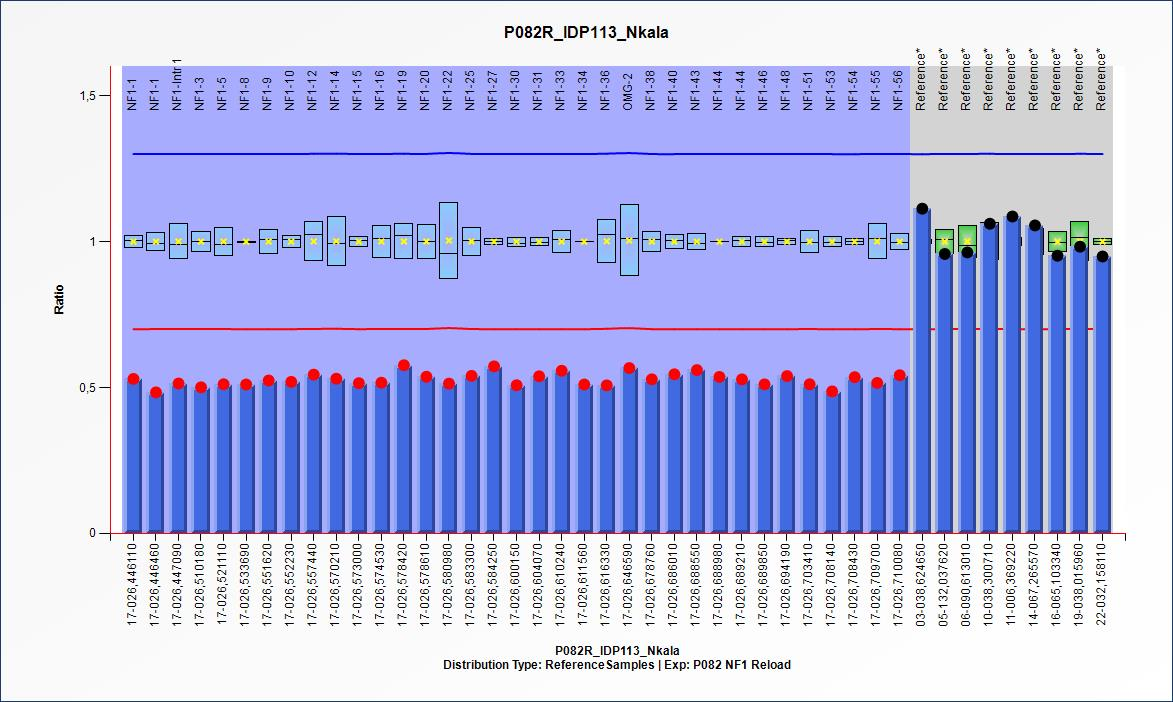 P082R_IDP113_Nkala
NF1-1
NF1-1
NF1-Intr 1
NF1-3
NF1-5
NF1-8
NF1-9
NF1-10
NF1-12
NF1-14
NF1-15
NF1-16
NF1-19
NF1-20
NF1-22
NF1-25
NF1-27
NF1-30
NF1-31
NF1-33
NF1-34
NF1-36
OMG-2
NF1-38
NF1-40
NF1-43
NF1-44
NF1-44
NF1-46
NF1-48
NF1-51
NF1-53
NF1-54
NF1-55
NF1-56
Reference*
Reference*
Reference*
Reference*
Reference*
Reference*
Reference*
Reference*
Reference*
1,5
1
0,5
0
Ratio
17-026,446110
17-026,446460
17-026,447090
17-026,510180
17-026,521110
17-026,533690
17-026,551620
17-026,552230
17-026,557440
17-026,570210
17-026,573000
17-026,574530
17-026,578420
17-026,578610
17-026,580980
17-026,583300
17-026,584250
17-026,600150
17-026,604070
17-026,610240
17-026,611560
17-026,616330
17-026,646590
17-026,678760
17-026,686010
17-026,688550
17-026,688980
17-026,689210
17-026,689850
17-026,694190
17-026,703410
17-026,708140
17-026,708430
17-026,709700
17-026,710080
03-038,624650
05-132,037620
06-090,613010
10-038,300710
11-006,369220
14-067,265570
16-065,103340
19-038,015960
22-032,158110
P082R_IDP113_Nkala
Distribution Type: ReferenceSamples | Exp: P082 NF1 Reload